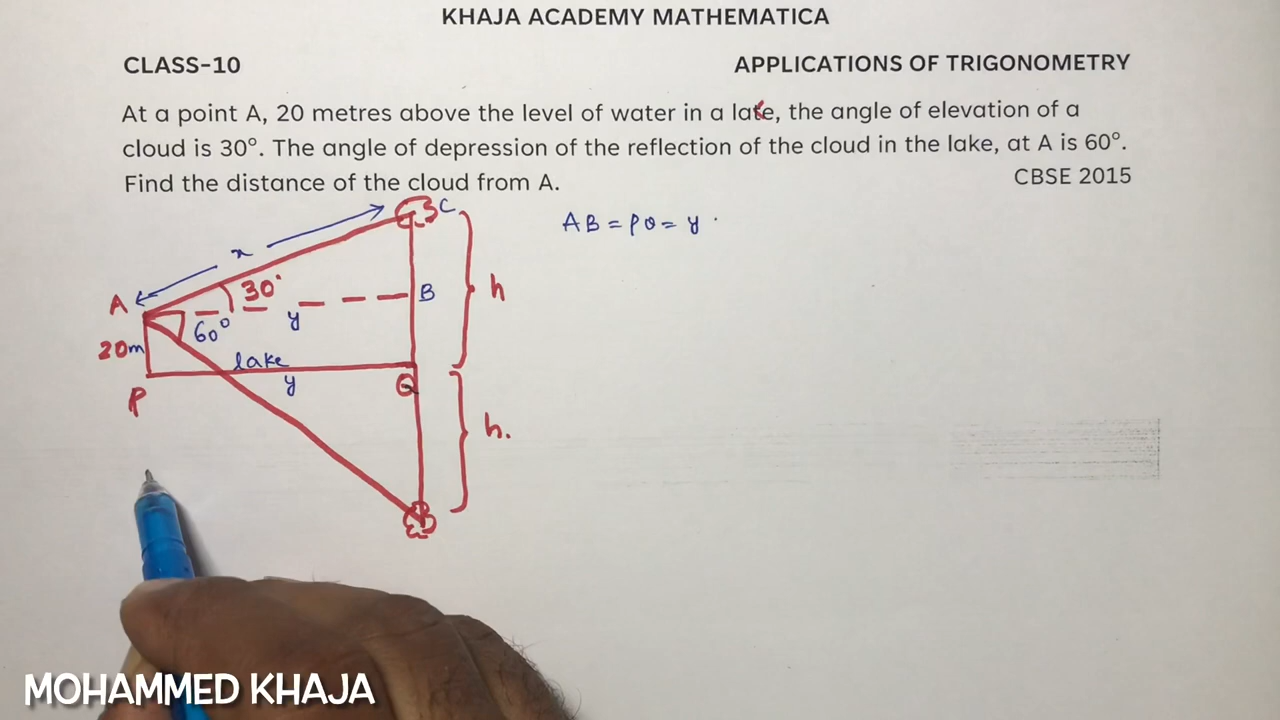 KHAJA ACADEMY MATHEMATICA
CLASS-10
APPLICATIONS OF TRIGONOMETRY
At a point A, 20 metres above the level of water in a lake, the angle of elevation of a
cloud is 30°. The angle of depression of the reflection of the cloud in the lake, at A is 60°.
Find the distance of the cloud from A.
CBSE 2015
C
AB = PQ = y
x
A
30°
B
h
y
60°
20m
lake
y
Q
P
h.
MOHAMMED KHAJA